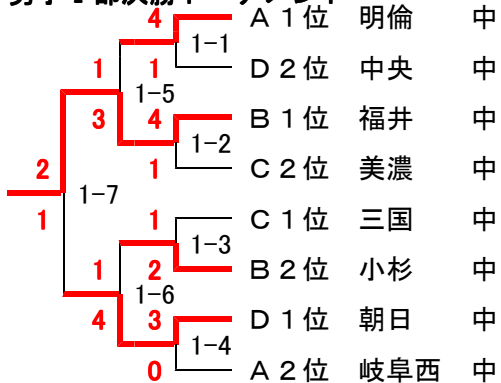 4 A1位 明倫 中
1-1
1 1 D2位 中央 中
1-5
3 4 B1位 福井 中
1-2
2 1 C2位 美濃 中
1-7
1 1 C1位 三国 中
1-3
1 2 B2位 小杉 中
1-6
4 3 D1位 朝日 中
1-4
0 A2位 岐阜西 中